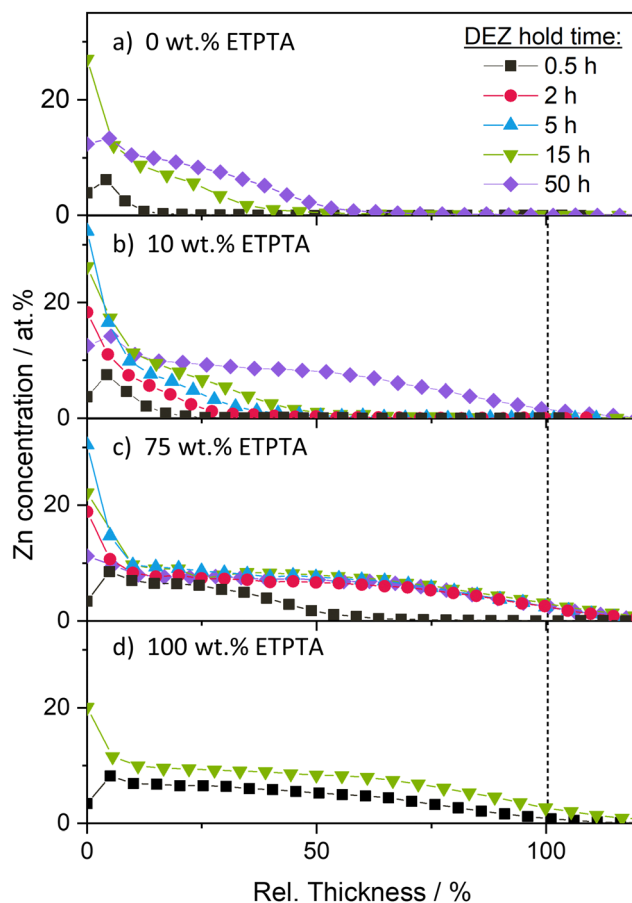 a) 0 wt.% ETPTA
DEZ hold time:
0.5 h
2 h
5 h
15 h
50 h
20
0
b) 10 wt.% ETPTA
20
0
c) 75 wt.% ETPTA
20
0
d) 100 wt.% ETPTA
20
0
0
50
100
Zn concentration / at.%
Rel. Thickness / %